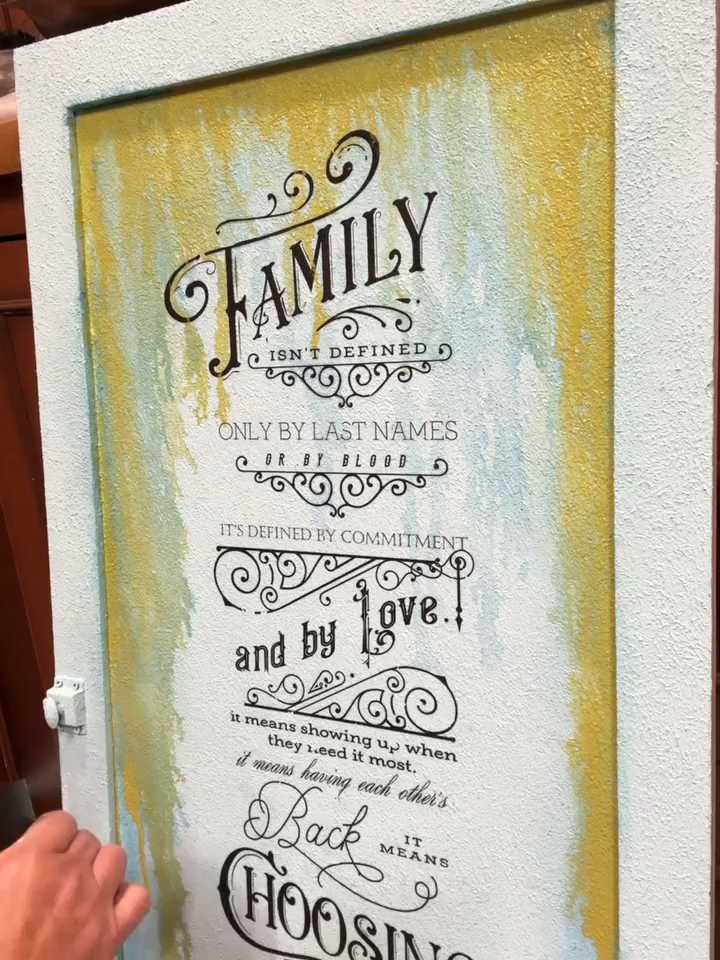 FAMILY
ISN'T DEFINED
ONLY BY LAST NAMES
OR BY BLOOD
IT'S DEFINED BY COMMITMENT
and by Love.
it means showing up when
they need it most.
it means having each other's
Back IT
MEANS
CHOOSING